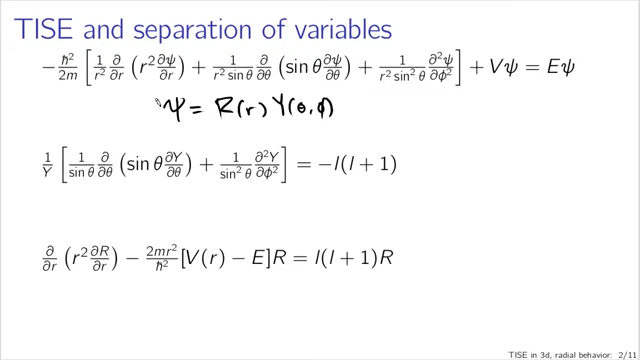 TISE and separation of variables
−ħ²/2m [1/r² ∂/∂r (r² ∂ψ/∂r) + 1/(r² sin θ) ∂/∂θ (sin θ ∂ψ/∂θ) + 1/(r² sin² θ) ∂²ψ/∂ϕ²] + Vψ = Eψ
ψ = R(r) Y(θ,ϕ)
1/Y [1/sin θ ∂/∂θ (sin θ ∂Y/∂θ) + 1/sin² θ ∂²Y/∂ϕ²] = −l(l + 1)
∂/∂r (r² ∂R/∂r) − 2mr²/ħ² [V(r) − E]R = l(l + 1)R
TISE in 3d, radial behavior: 2/11